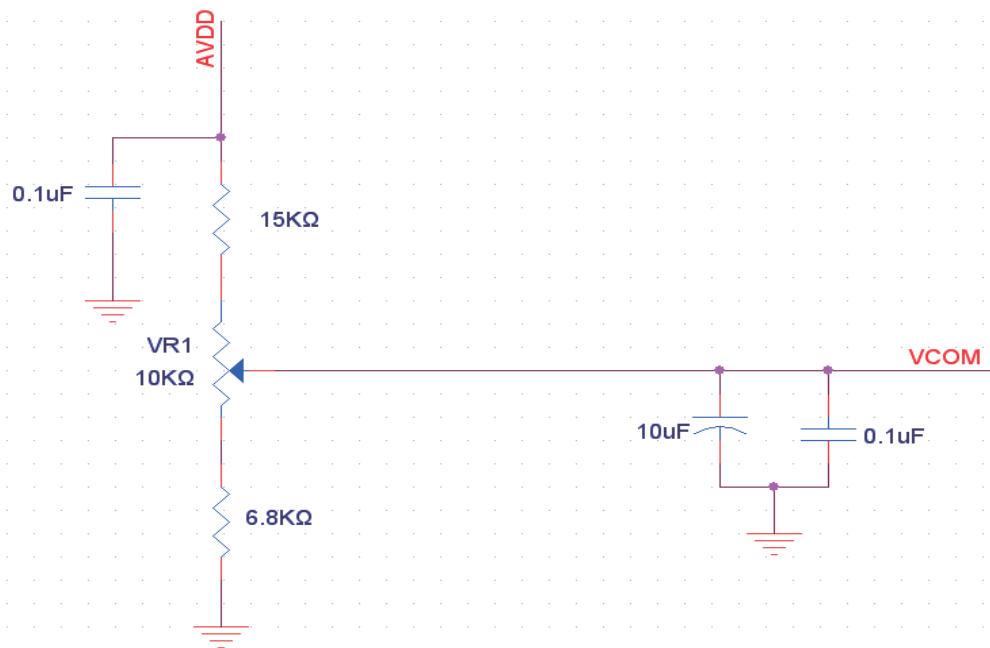 AVDD
0.1uF
15KΩ
VR1
10KΩ
VCOM
10uF
0.1uF
6.8KΩ